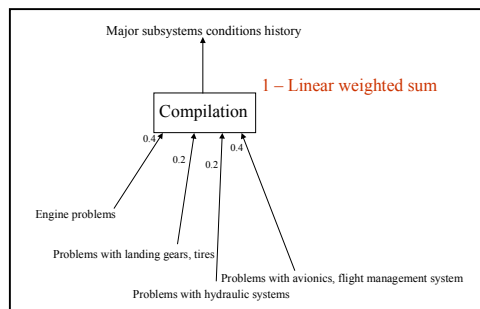 Major subsystems conditions history
1 – Linear weighted sum
Compilation
0.4
0.2
0.2
0.4
Engine problems
Problems with landing gears, tires
Problems with avionics, flight management system
Problems with hydraulic systems